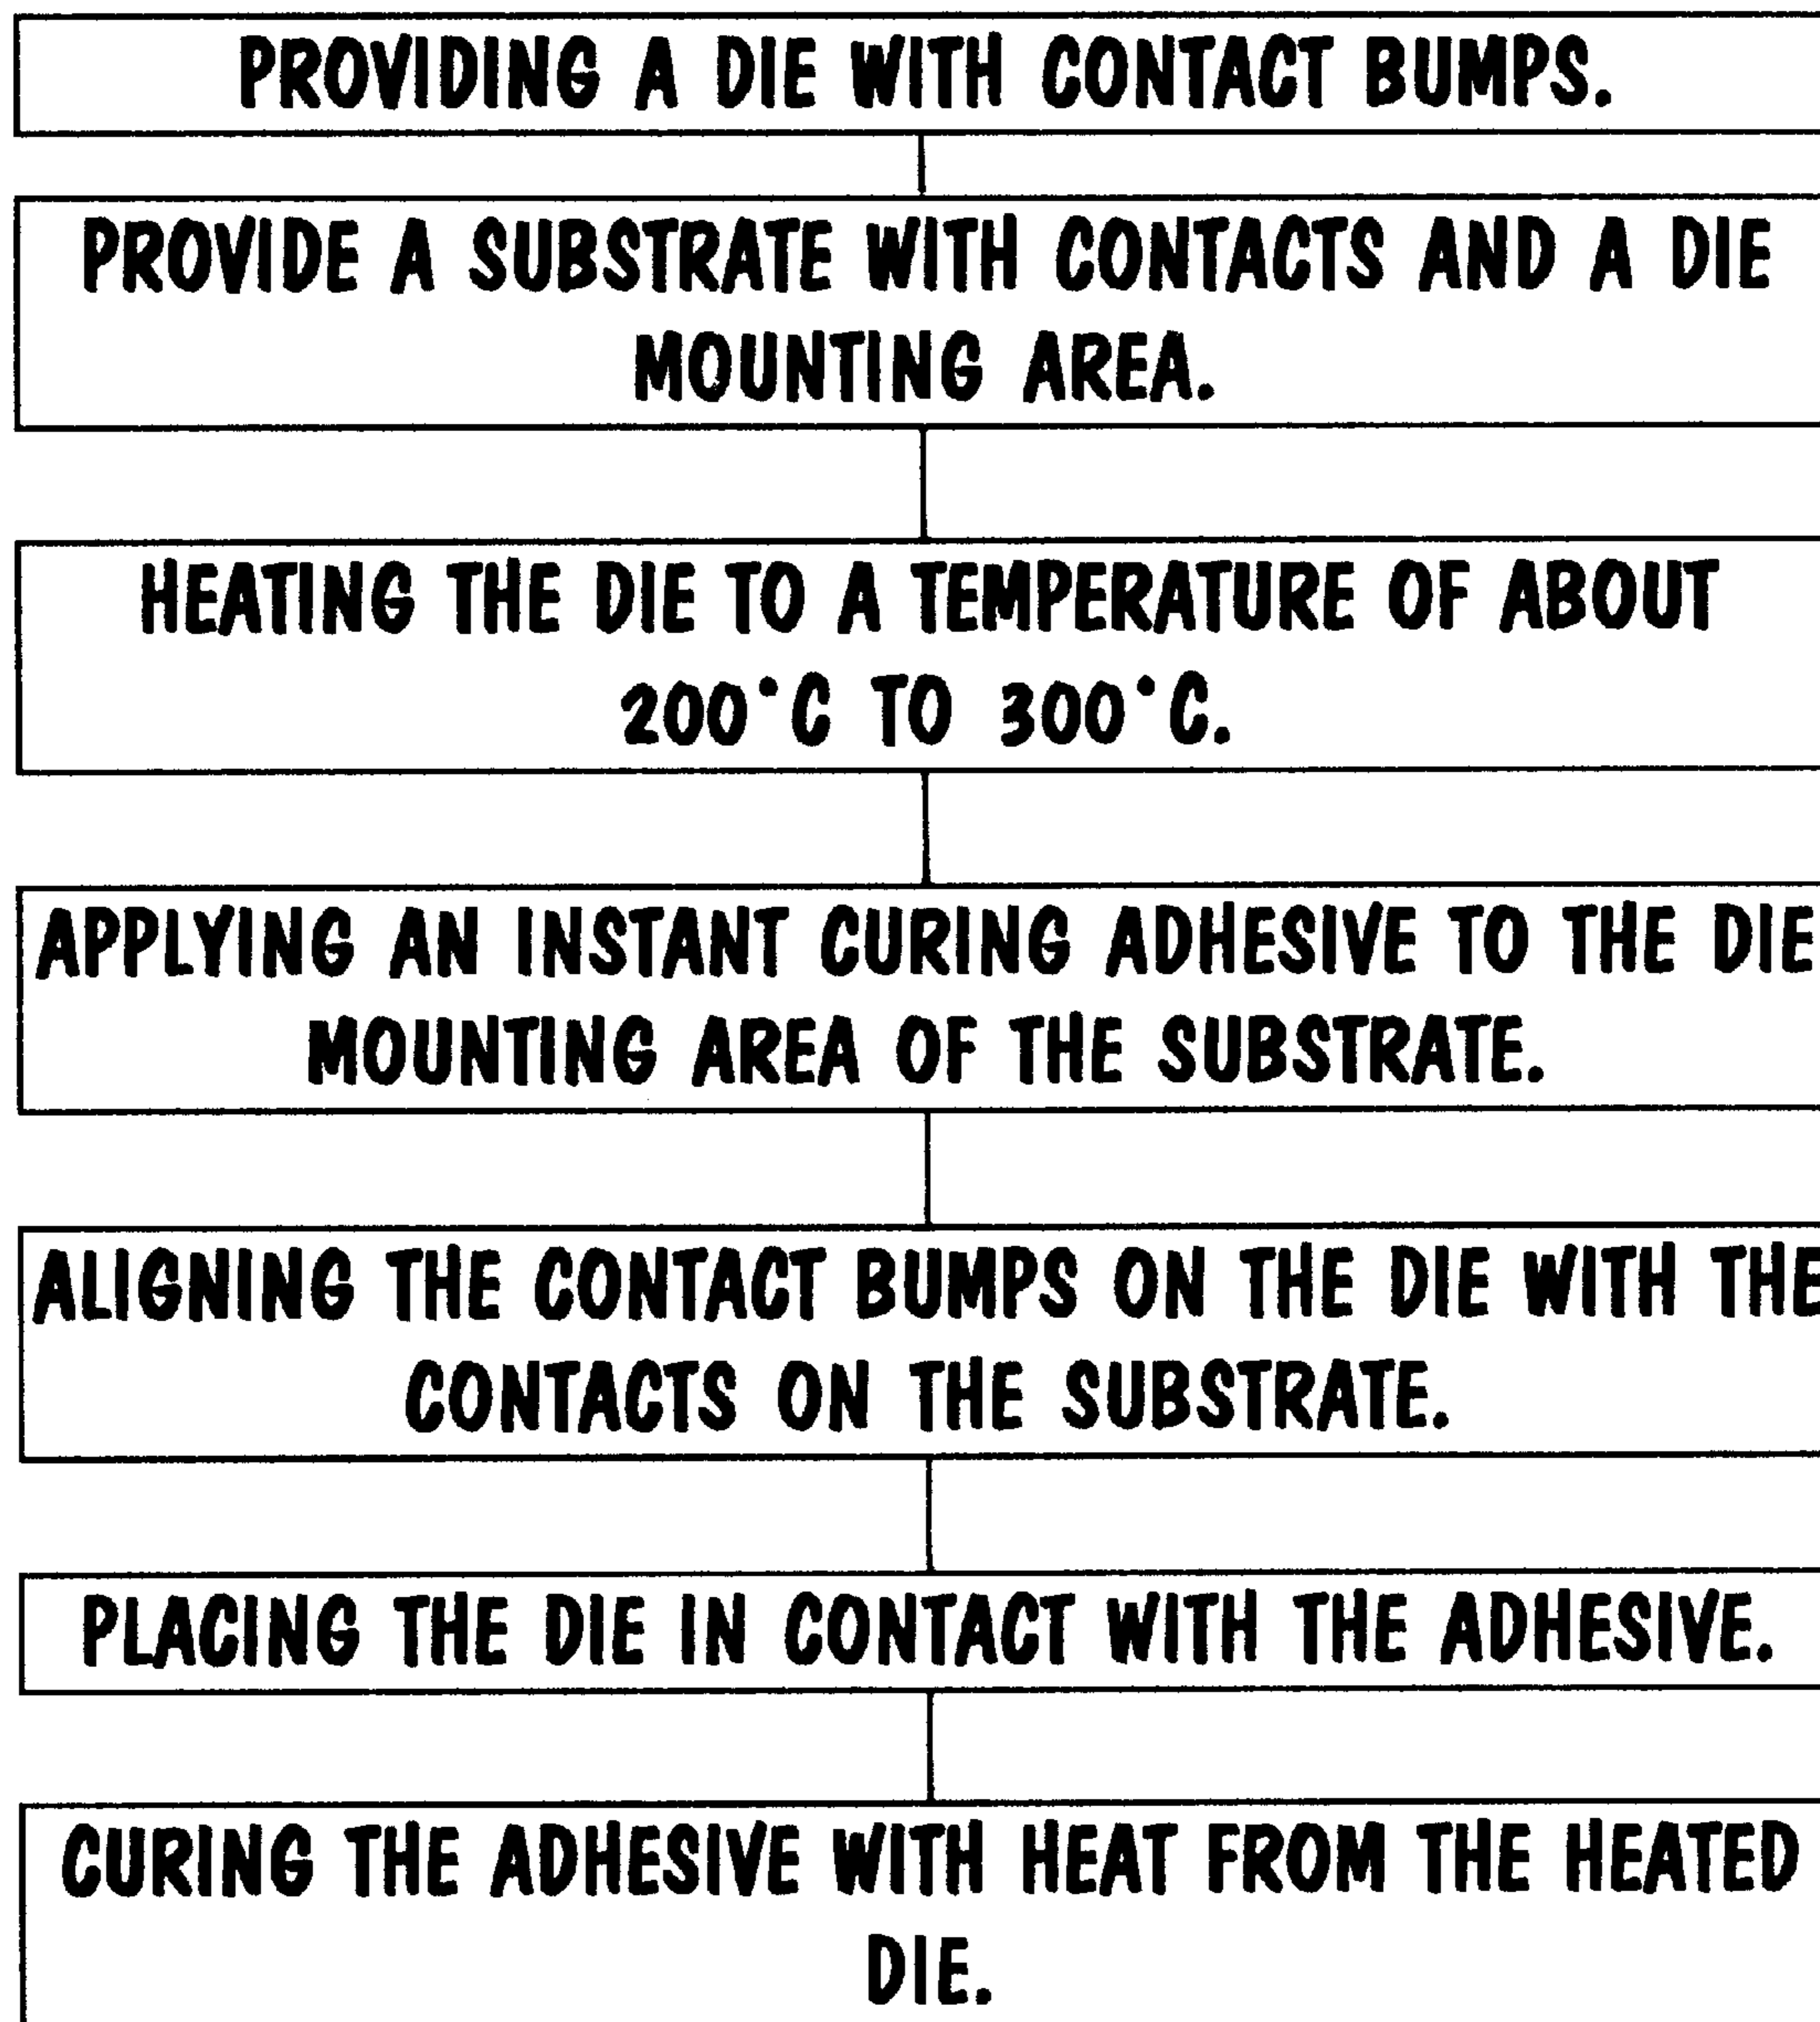 PROVIDING A DIE WITH CONTACT BUMPS.
PROVIDE A SUBSTRATE WITH CONTACTS AND A DIE
MOUNTING AREA.
HEATING THE DIE TO A TEMPERATURE OF ABOUT
200°C TO 300°C.
APPLYING AN INSTANT CURING ADHESIVE TO THE DIE
MOUNTING AREA OF THE SUBSTRATE.
ALIGNING THE CONTACT BUMPS ON THE DIE WITH THE
CONTACTS ON THE SUBSTRATE.
PLACING THE DIE IN CONTACT WITH THE ADHESIVE.
CURING THE ADHESIVE WITH HEAT FROM THE HEATED
DIE.